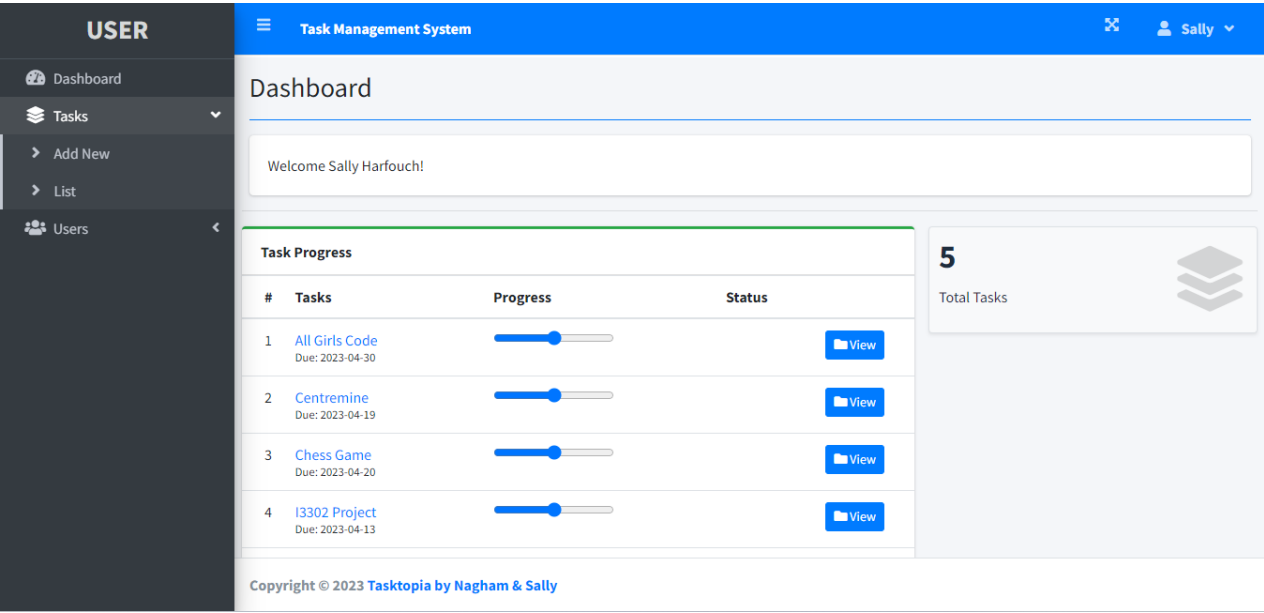 USER
Task Management System
Sally
Dashboard
Tasks
Add New
List
Users
Dashboard
Welcome Sally Harfouch!
Task Progress
# Tasks Progress Status
1 All Girls Code View
Due: 2023-04-30
2 Centremine View
Due: 2023-04-19
3 Chess Game View
Due: 2023-04-20
4 I3302 Project View
Due: 2023-04-13
5
Total Tasks
Copyright © 2023 Tasktopia by Nagham & Sally